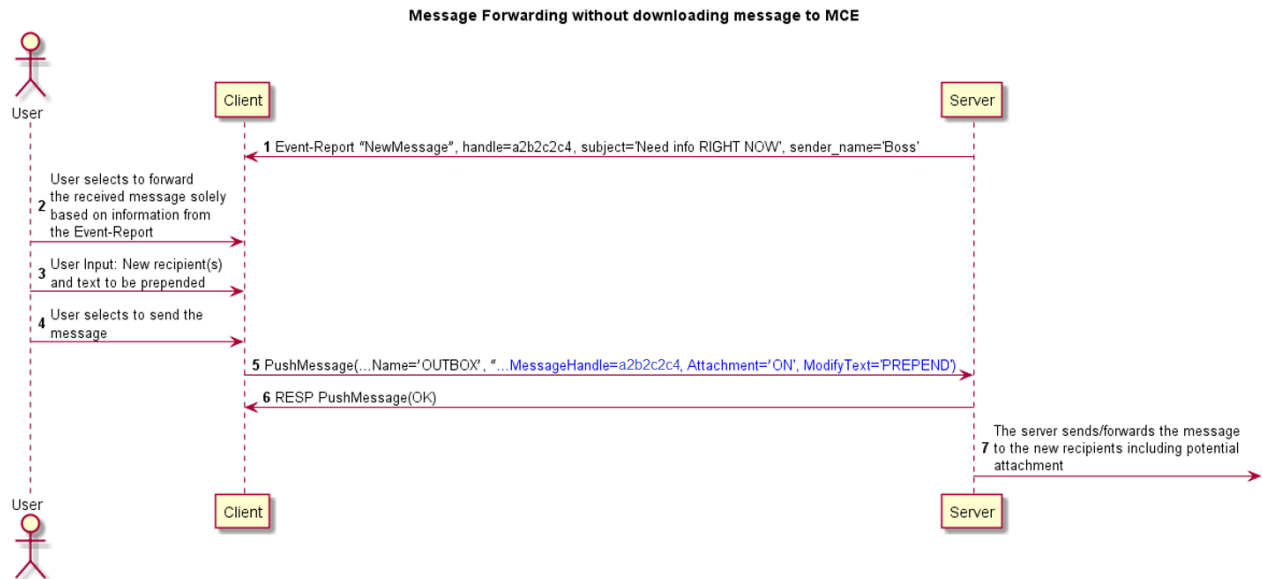 Message Forwarding without downloading message to MCE
User
Client
Server
1 Event-Report “NewMessage”, handle=a2b2c2c4, subject='Need info RIGHT NOW', sender_name='Boss'
User selects to forward
the received message solely
2 based on information from
the Event-Report
3 User Input: New recipient(s)
and text to be prepended
4 User selects to send the
message
5 PushMessage(…Name='OUTBOX', “…MessageHandle=a2b2c2c4, Attachment='ON', ModifyText='PREPEND')
6 RESP PushMessage(OK)
The server sends/forwards the message
7 to the new recipients including potential
attachment
User
Client
Server